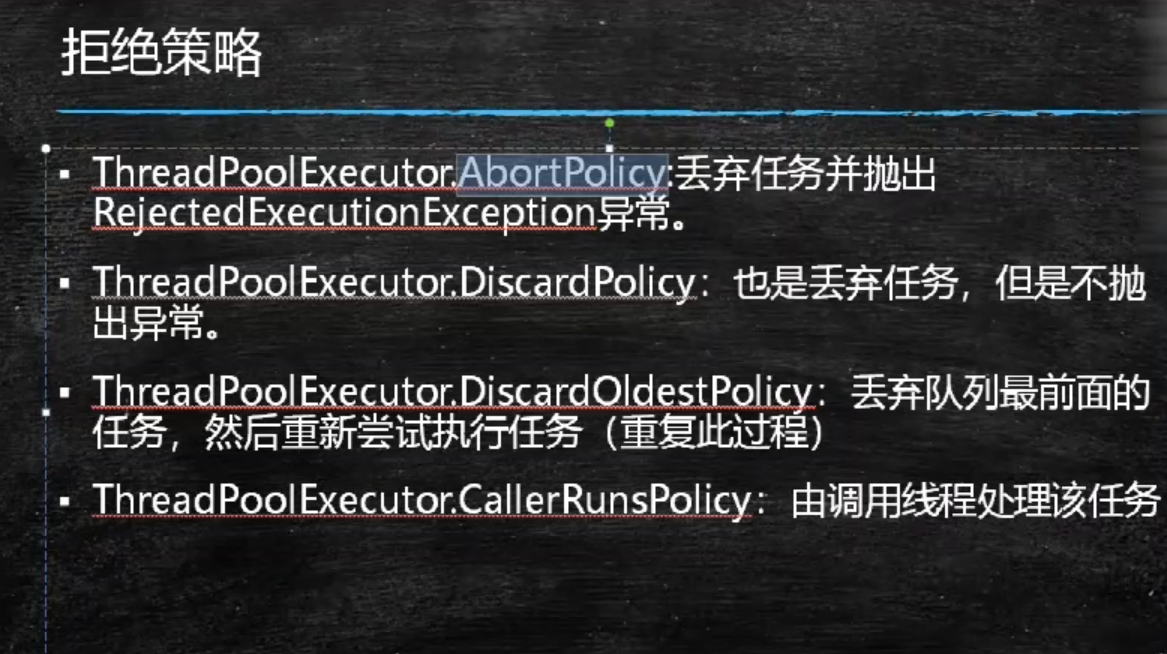 拒绝策略
ThreadPoolExecutor.AbortPolicy:丢弃任务并抛出
RejectedExecutionException异常。
ThreadPoolExecutor.DiscardPolicy：也是丢弃任务，但是不抛
出异常。
ThreadPoolExecutor.DiscardOldestPolicy：丢弃队列最前面的
任务，然后重新尝试执行任务（重复此过程）
ThreadPoolExecutor.CallerRunsPolicy：由调用线程处理该任务